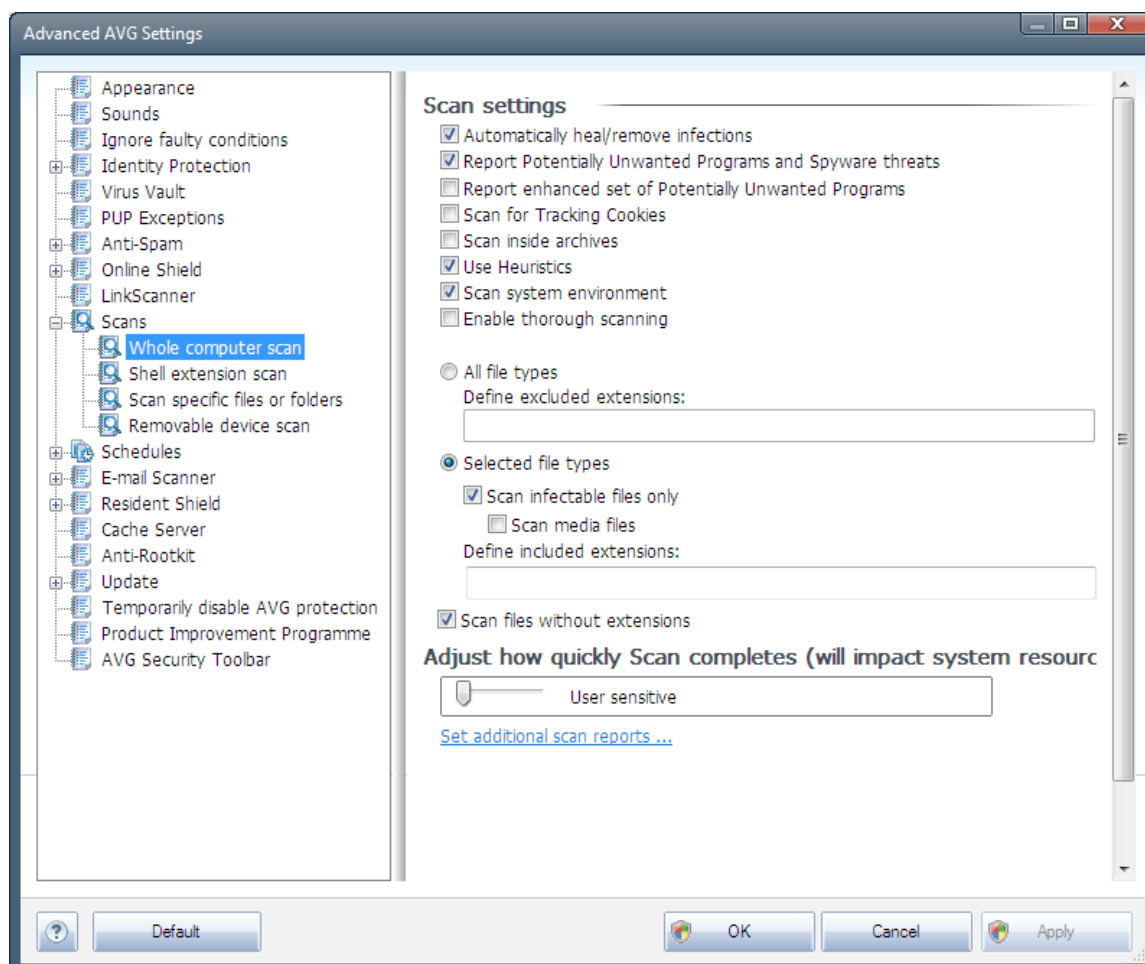 Advanced AVG Settings
Appearance
Sounds
Ignore faulty conditions
Identity Protection
Virus Vault
PUP Exceptions
Anti-Spam
Online Shield
LinkScanner
Scans
Whole computer scan
Shell extension scan
Scan specific files or folders
Removable device scan
Schedules
E-mail Scanner
Resident Shield
Cache Server
Anti-Rootkit
Update
Temporarily disable AVG protection
Product Improvement Programme
AVG Security Toolbar
Scan settings
Automatically heal/remove infections
Report Potentially Unwanted Programs and Spyware threats
Report enhanced set of Potentially Unwanted Programs
Scan for Tracking Cookies
Scan inside archives
Use Heuristics
Scan system environment
Enable thorough scanning
All file types
Define excluded extensions:
Selected file types
Scan infectable files only
Scan media files
Define included extensions:
Scan files without extensions
Adjust how quickly Scan completes (will impact system resourc
User sensitive
Set additional scan reports ...
?
Default
OK
Cancel
Apply